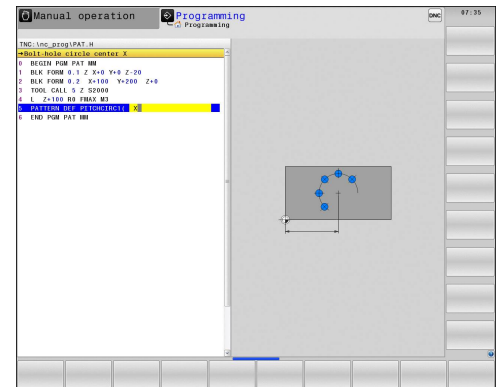 Manual operation
Programming
Programming
DNC
07:35
TNC:\nc_prog\PAT.H
→Bolt-hole circle center X
0 BEGIN PGM PAT MM
1 BLK FORM 0.1 Z X+0 Y+0 Z-20
2 BLK FORM 0.2 X+100 Y+200 Z+0
3 TOOL CALL 5 Z S2000
4 L Z+100 R0 FMAX M3
5 PATTERN DEF PITCHCIRC1( X
6 END PGM PAT MM